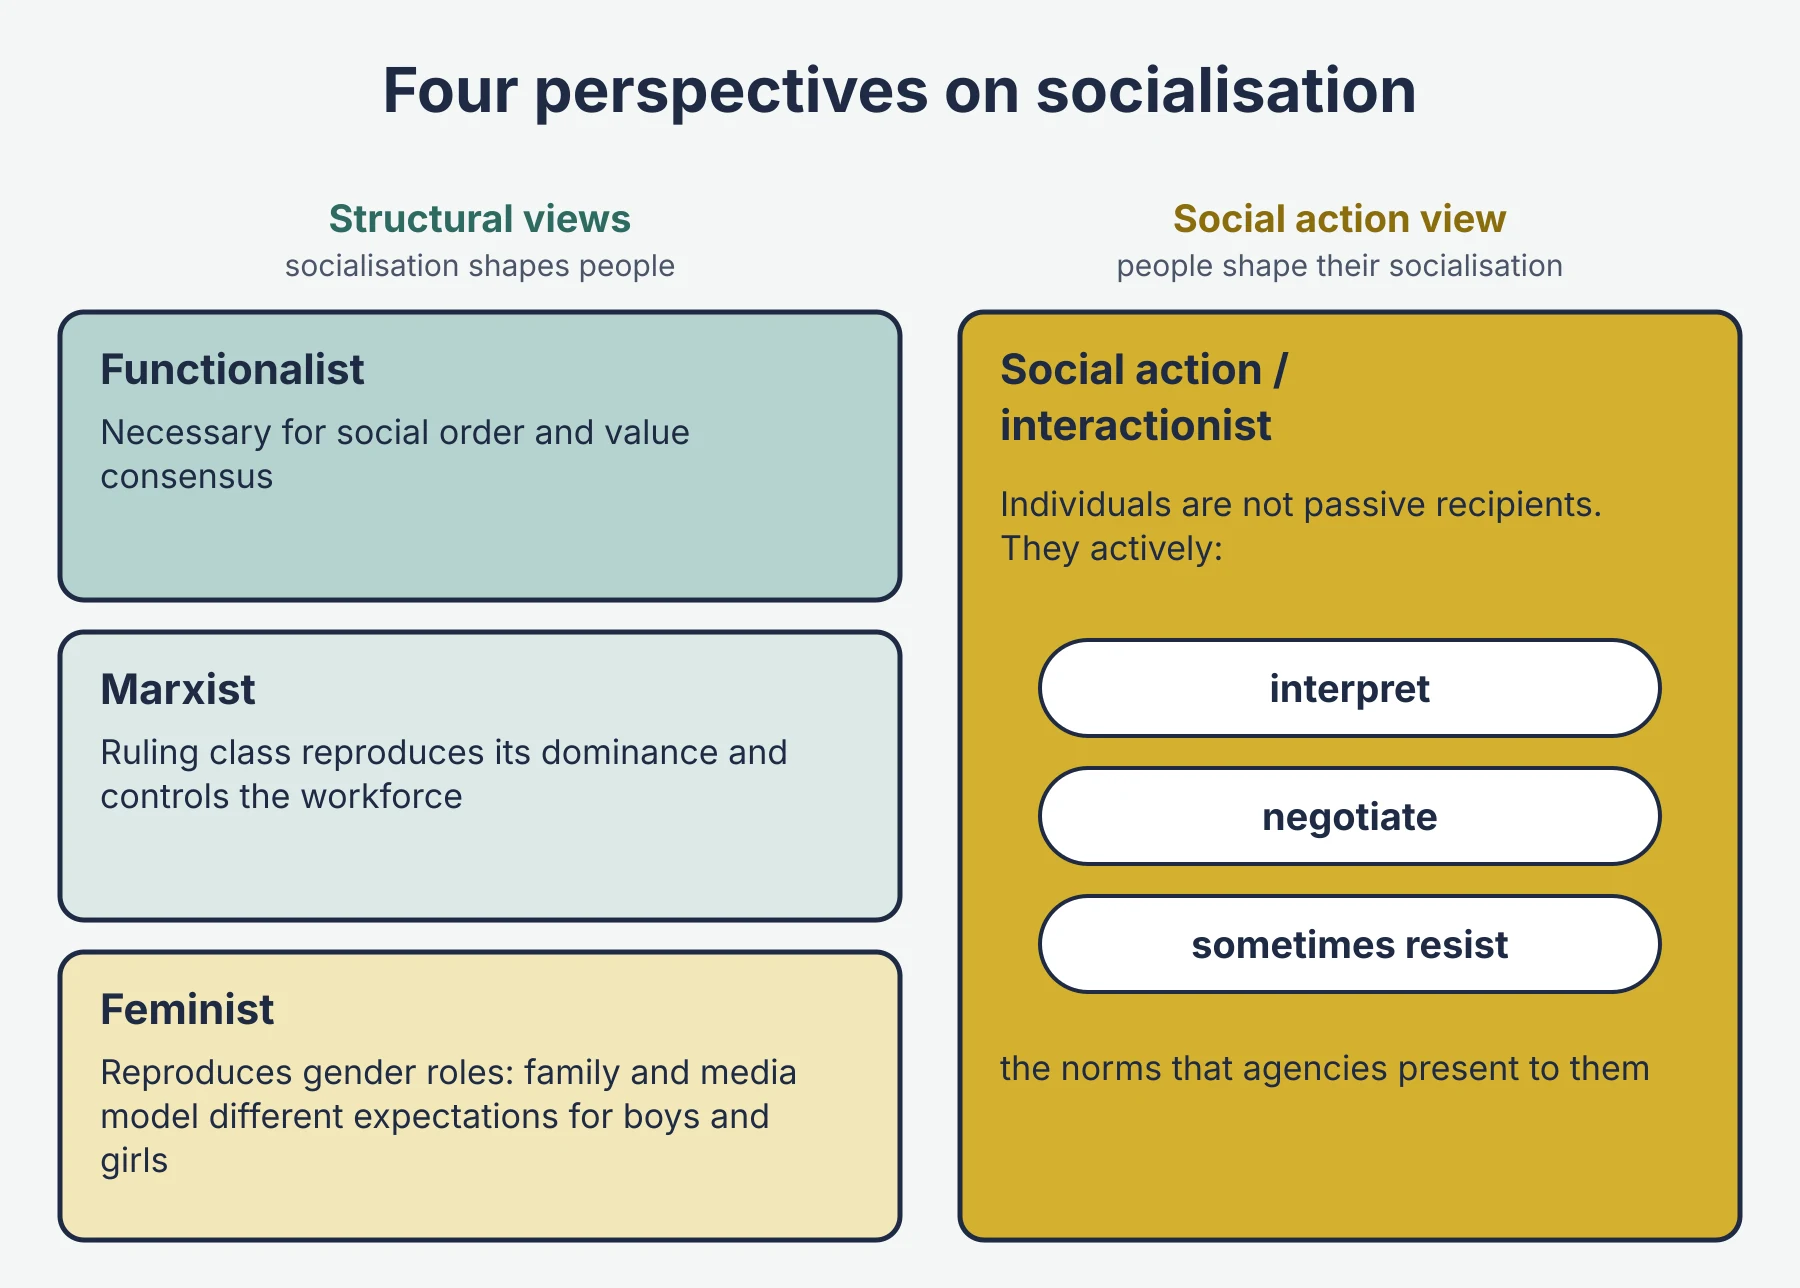 Four perspectives on socialisation
Structural views
socialisation shapes people
Functionalist
Necessary for social order and value
consensus
Marxist
Ruling class reproduces its dominance and
controls the workforce
Feminist
Reproduces gender roles: family and media
model different expectations for boys and
girls
Social action view
people shape their socialisation
Social action /
interactionist
Individuals are not passive recipients.
They actively:
interpret
negotiate
sometimes resist
the norms that agencies present to them